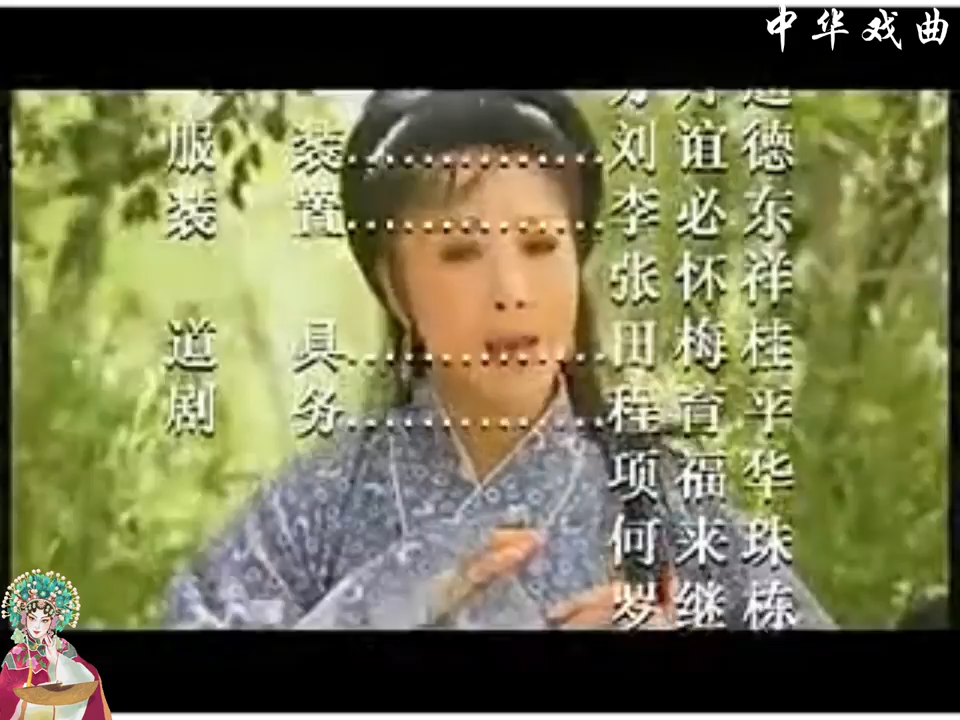 中华戏曲
服 装............刘谊德
装 置............李必东
张怀祥
道 具............田梅桂
剧 务............程育平
项福华
何来珠
罗继栋